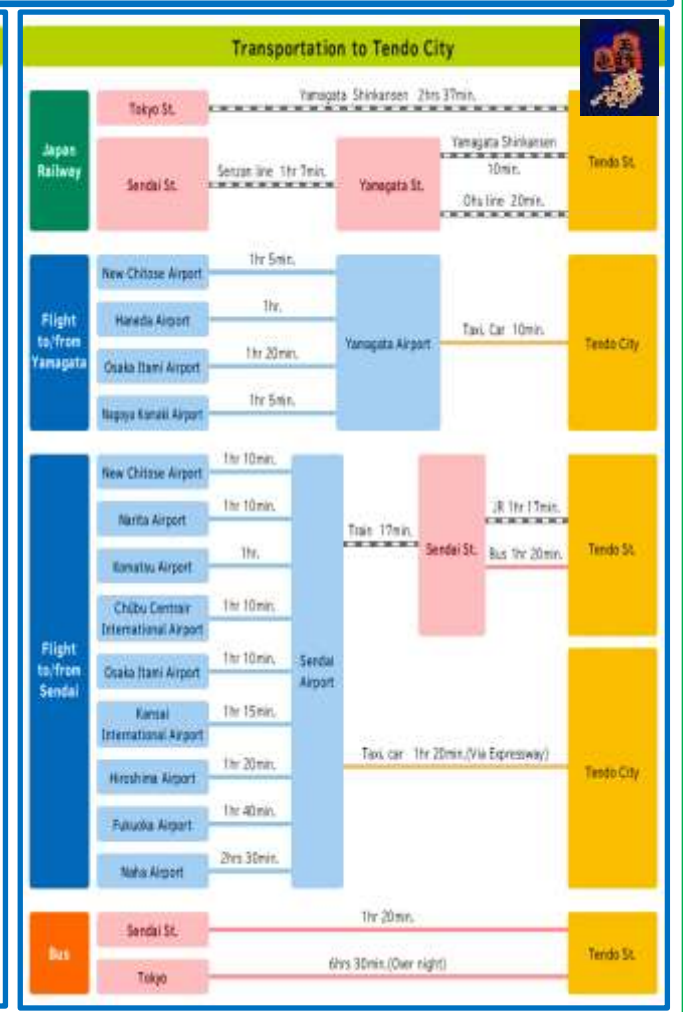 Transportation to Tendo City
Japan
Railway
Tokyo St.
Yamagata Shinkansen 2hrs 37min.
Sendai St.
Senzan line 1hr 7min.
Yamagata St.
Yamagata Shinkansen
10min.
Ohu line 20min.
Tendo St.
Flight
to/from
Yamagata
New Chitose Airport
1hr 5min.
Haneda Airport
1hr.
Osaka Itami Airport
1hr 20min.
Nagoya Komaki Airport
1hr 5min.
Yamagata Airport
Taxi, Car 10min.
Tendo City
Flight
to/from
Sendai
New Chitose Airport
1hr 10min.
Narita Airport
1hr 10min.
Komatsu Airport
1hr.
Chūbu Centrair
International Airport
1hr 10min.
Osaka Itami Airport
1hr 10min.
Kansai
International Airport
1hr 15min.
Hiroshima Airport
1hr 20min.
Fukuoka Airport
1hr 40min.
Naha Airport
2hrs 30min.
Sendai
Airport
Train 17min.
Sendai St.
JR 1hr 17min.
Bus 1hr 20min.
Tendo St.
Taxi, car 1hr 20min.(Via Expressway)
Tendo City
Bus
Sendai St.
1hr 20min.
Tokyo
6hrs 30min.(Over night)
Tendo St.